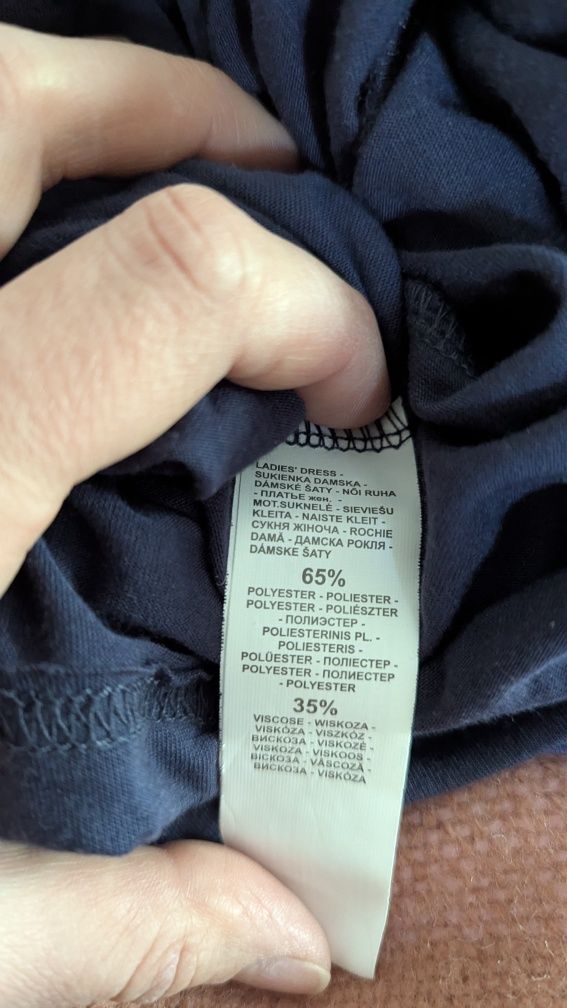 LADIES' DRESS -
SUKIENKA DAMSKA -
DÁMSKÉ ŠATY - NŐI RUHA
- ПЛАТЬЕ жен. -
MOT.SUKNELĖ - SIEVIEŠU
KLEITA - NAISTE KLEIT -
СУКНЯ ЖІНОЧА - ROCHIE
DAMĂ - ДАМСКА РОКЛЯ -
DÁMSKE ŠATY
65%
POLYESTER - POLIESTER -
POLYESTER - POLIÉSZTER
- ПОЛИЭСТЕР -
POLIESTERINIS PL. -
POLIESTERIS -
POLÜESTER - ПОЛІЕСТЕР -
POLYESTER - ПОЛИЕСТЕР
- POLYESTER
35%
VISCOSE - WISKOZA -
VISKÓZA - VISZKÓZ -
ВИСКОЗА - VISKOZĖ -
VISKOZA - VISKOOS -
ВІСКОЗА - VÂSCOZĂ -
ВИСКОЗА - VISKÓZA